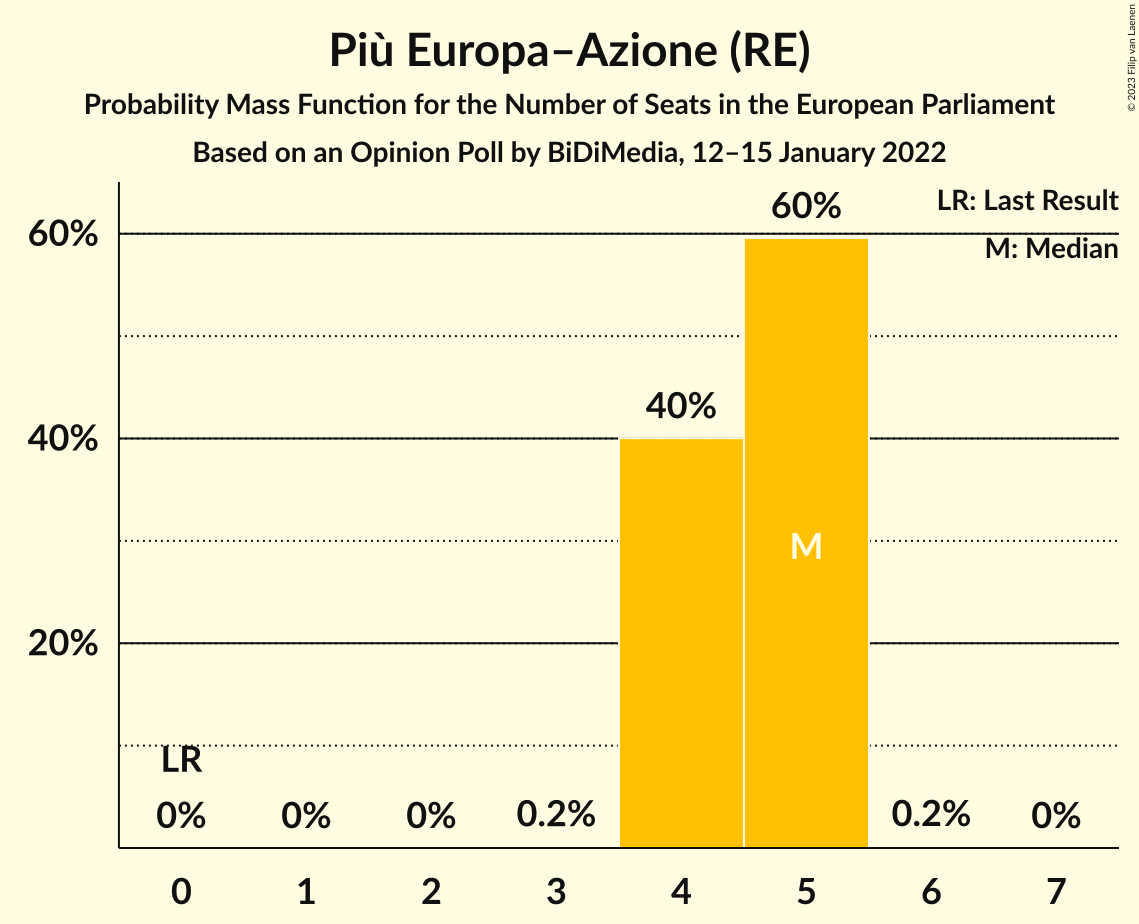 Più Europa–Azione (RE)
Probability Mass Function for the Number of Seats in the European Parliament
Based on an Opinion Poll by BiDiMedia, 12–15 January 2022
© 2023 Filip van Laenen
LR: Last Result
M: Median
60%
40%
20%
60%
40%
M
LR
0%
0%
0%
0.2%
0.2%
0%
0
1
2
3
4
5
6
7